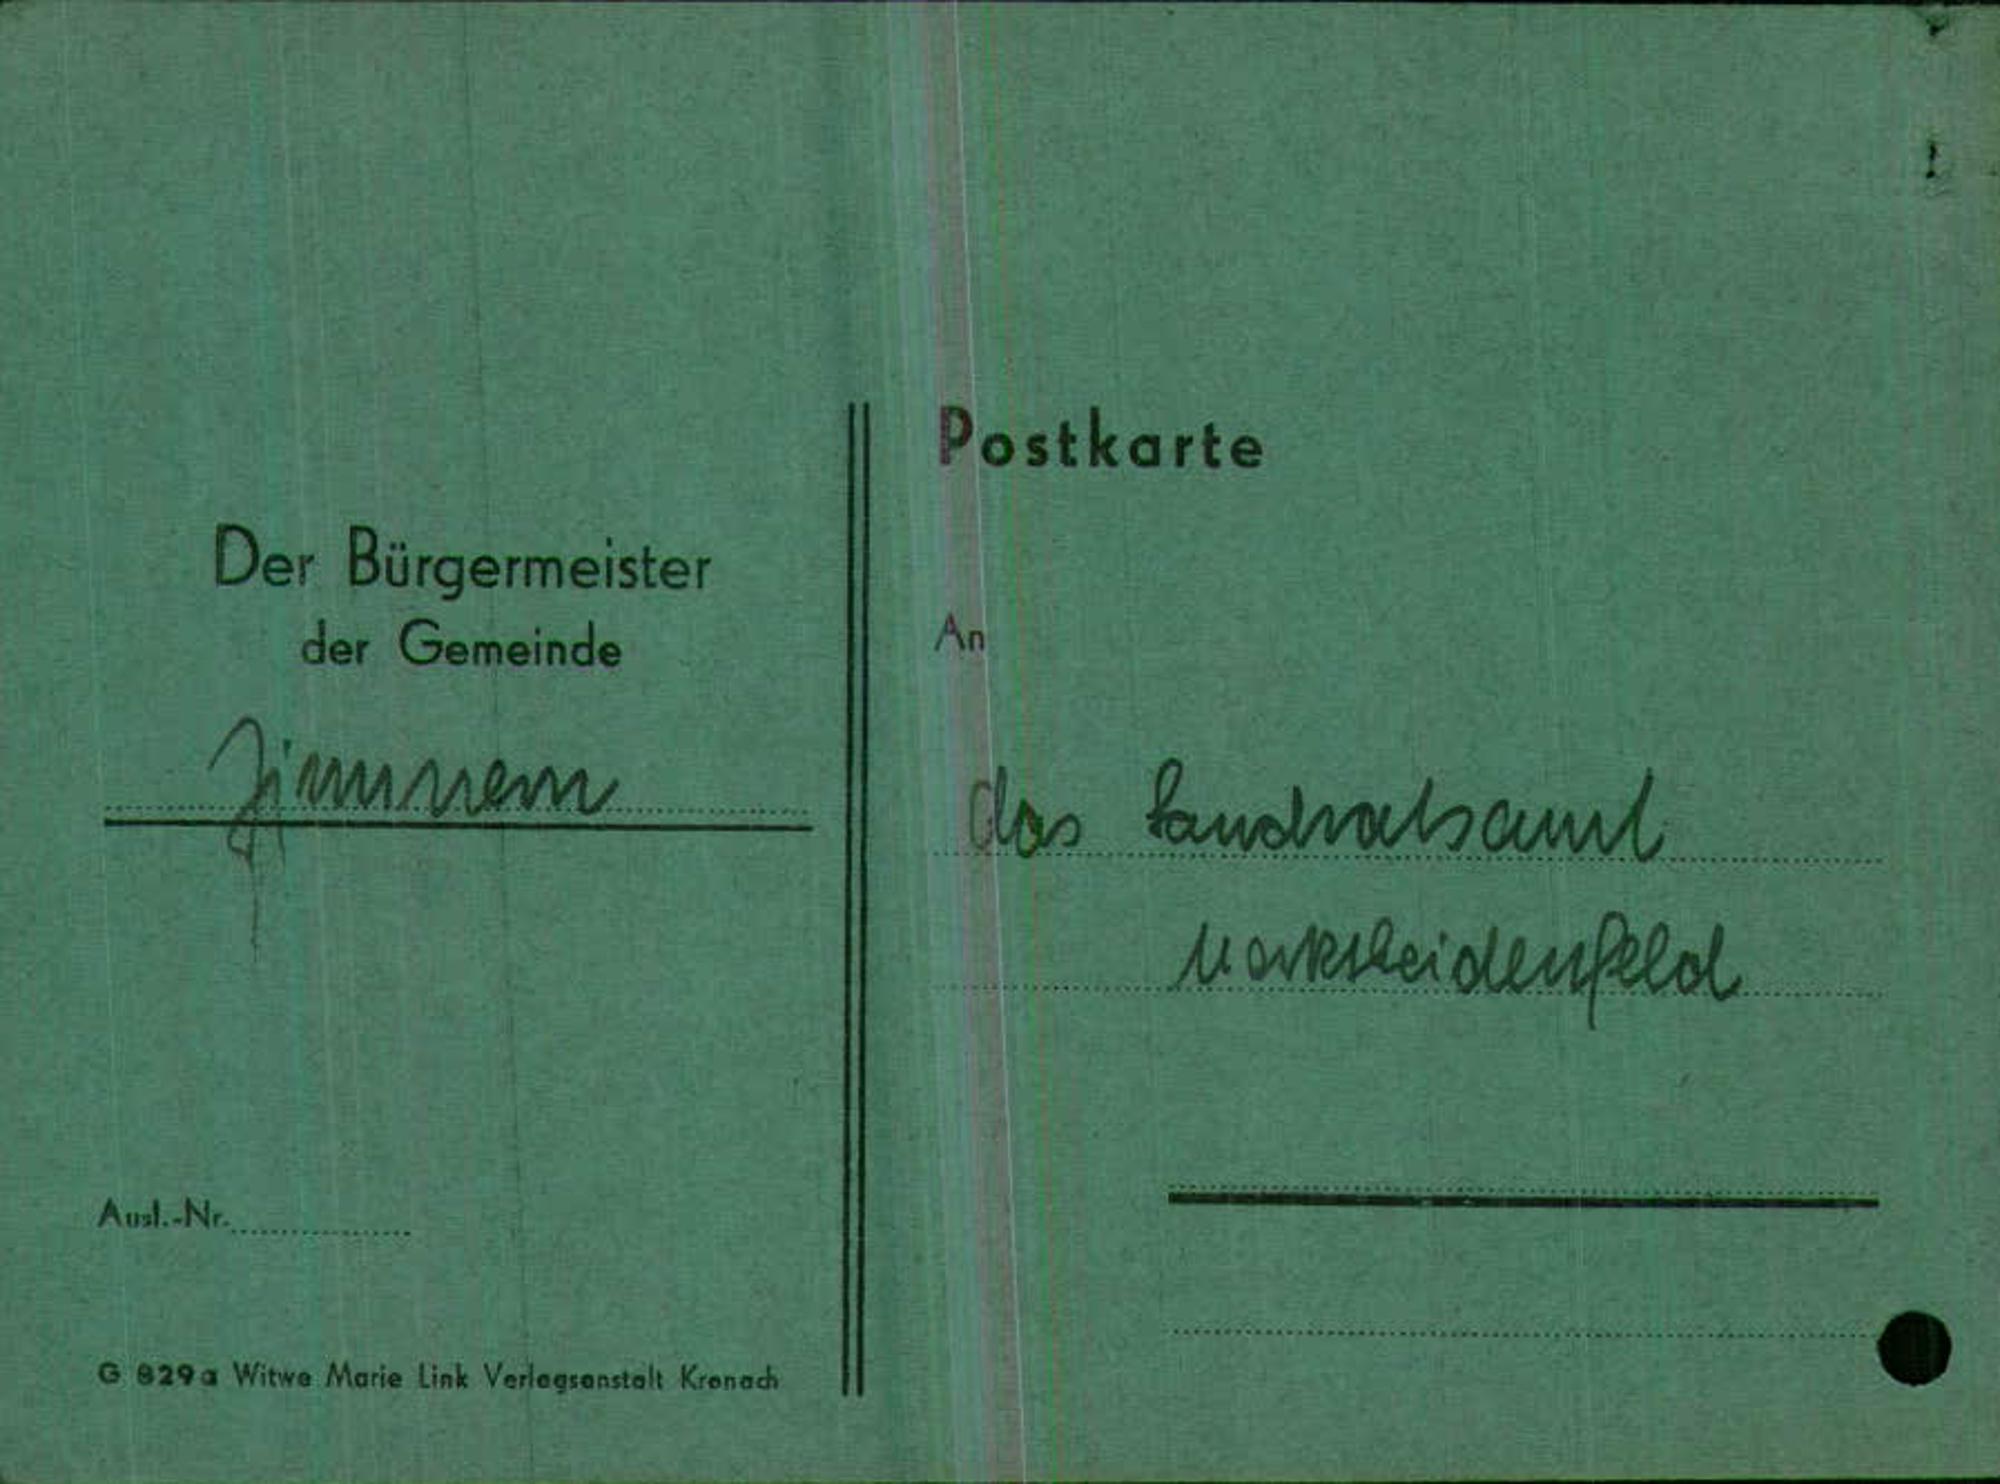 Der Bürgermeister
der Gemeinde
Zimmern
Ausl.-Nr.
G 829a Witwe Marie Link Verlagsanstalt Kronach
Postkarte
An
das Landratsamt
Marktheidenfeld